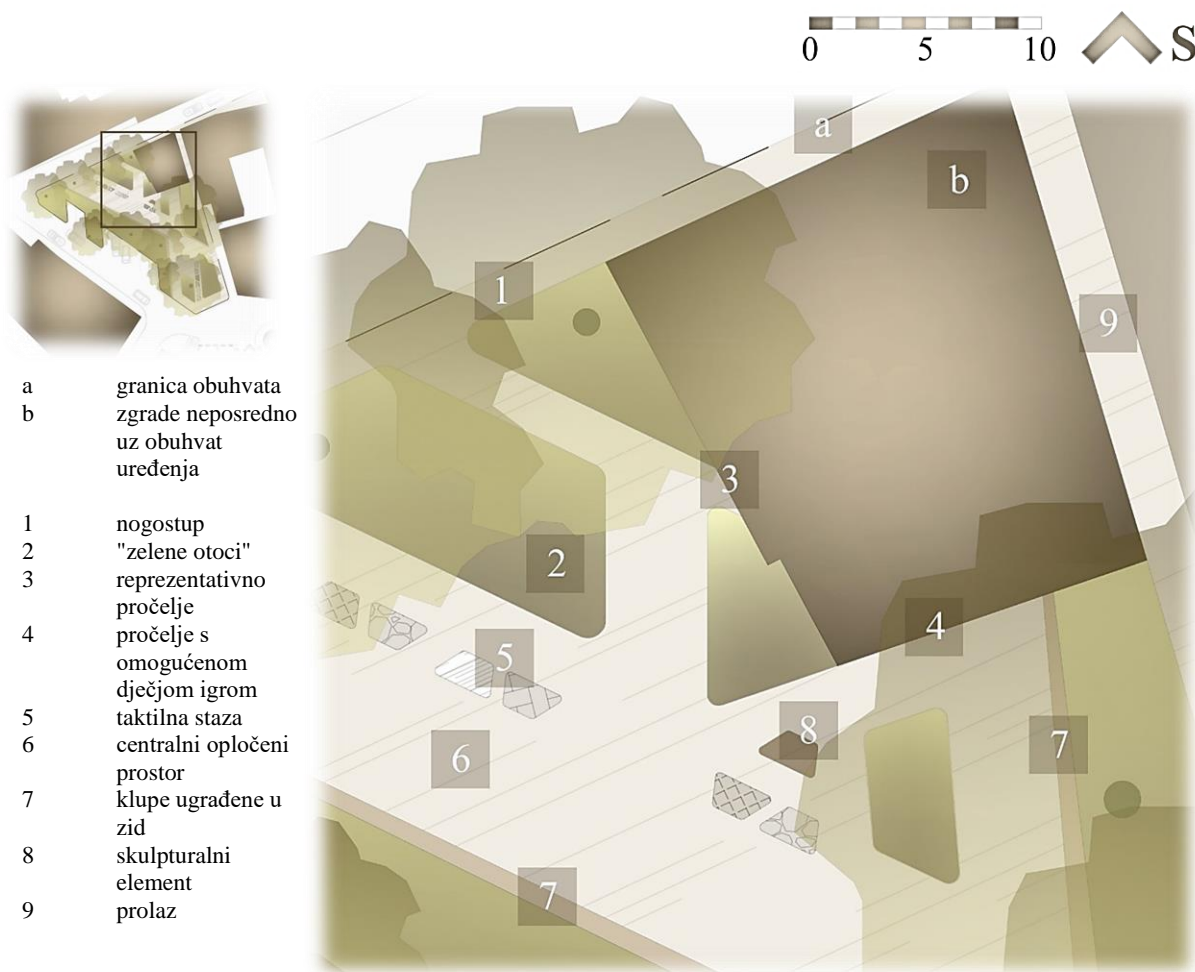 0 5 10 S
a granica obuhvata
b zgrade neposredno
uz obuhvat
uređenja
1 nogostup
2 "zelene otoci"
3 reprezentativno
pročelje
4 pročelje s
omogućenom
dječjom igrom
5 taktilna staza
6 centralni opločeni
prostor
7 klupe ugrađene u
zid
8 skulpturalni
element
9 prolaz
a
b
1
9
3
2
4
5
8
6
7
7